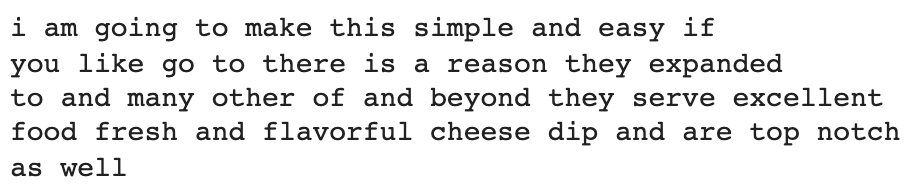 i am going to make this simple and easy if
you like go to there is a reason they expanded
to and many other of and beyond they serve excellent
food fresh and flavorful cheese dip and are top notch
as well